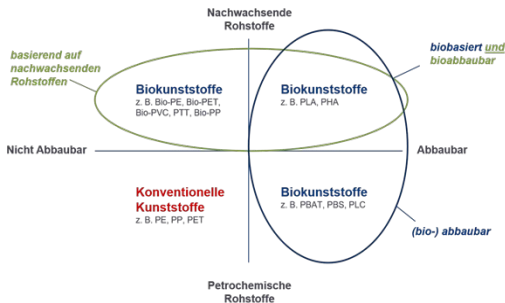 Nachwachsende
Rohstoffe
basierend auf
nachwachsenden
Rohstoffen
biobasiert und
bioabbaubar
Biokunststoffe
z. B. Bio-PE, Bio-PET,
Bio-PVC, PTT, Bio-PP
Biokunststoffe
z. B. PLA, PHA
Nicht Abbaubar
Abbaubar
Konventionelle
Kunststoffe
z. B. PE, PP, PET
Biokunststoffe
z. B. PBAT, PBS, PLC
(bio-) abbaubar
Petrochemische
Rohstoffe